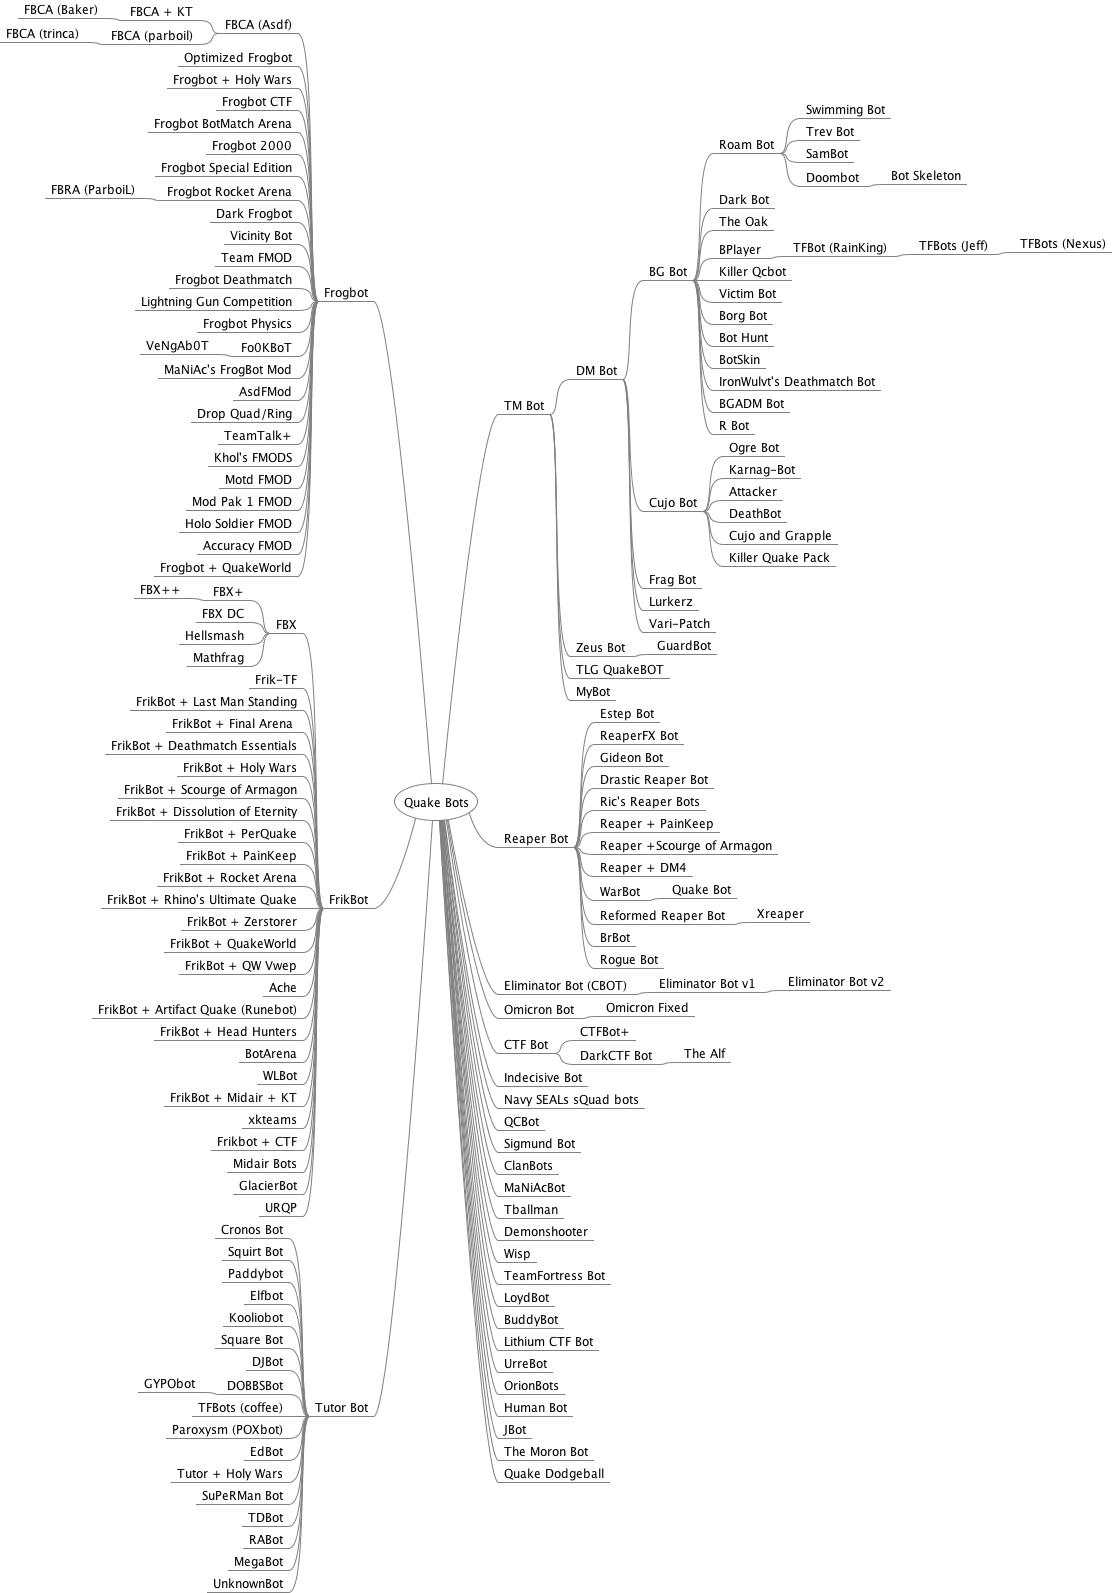 Quake Bots
Frogbot
FBCA (Asdf)
FBCA + KT
FBCA (Baker)
FBCA (parboil)
FBCA (trinca)
Optimized Frogbot
Frogbot + Holy Wars
Frogbot CTF
Frogbot BotMatch Arena
Frogbot 2000
Frogbot Special Edition
Frogbot Rocket Arena
FBRA (ParboiL)
Dark Frogbot
Vicinity Bot
Team FMOD
Frogbot Deathmatch
Lightning Gun Competition
Frogbot Physics
Fo0KBoT
VeNgAb0T
MaNiAc's FrogBot Mod
AsdFMod
Drop Quad/Ring
TeamTalk+
Khol's FMODS
Motd FMOD
Mod Pak 1 FMOD
Holo Soldier FMOD
Accuracy FMOD
Frogbot + QuakeWorld
FrikBot
FBX
FBX+
FBX++
FBX DC
Hellsmash
Mathfrag
Frik-TF
FrikBot + Last Man Standing
FrikBot + Final Arena
FrikBot + Deathmatch Essentials
FrikBot + Holy Wars
FrikBot + Scourge of Armagon
FrikBot + Dissolution of Eternity
FrikBot + PerQuake
FrikBot + PainKeep
FrikBot + Rocket Arena
FrikBot + Rhino's Ultimate Quake
FrikBot + Zerstorer
FrikBot + QuakeWorld
FrikBot + QW Vwep
Ache
FrikBot + Artifact Quake (Runebot)
FrikBot + Head Hunters
BotArena
WLBot
FrikBot + Midair + KT
xkteams
Frikbot + CTF
Midair Bots
GlacierBot
URQP
Tutor Bot
Cronos Bot
Squirt Bot
Paddybot
Elfbot
Kooliobot
Square Bot
DJBot
DOBBSBot
GYPObot
TFBots (coffee)
Paroxysm (POXbot)
EdBot
Tutor + Holy Wars
SuPeRMan Bot
TDBot
RABot
MegaBot
UnknownBot
TM Bot
DM Bot
BG Bot
Roam Bot
Swimming Bot
Trev Bot
SamBot
Doombot
Bot Skeleton
Dark Bot
The Oak
BPlayer
TFBot (RainKing)
TFBots (Jeff)
TFBots (Nexus)
Killer Qcbot
Victim Bot
Borg Bot
Bot Hunt
BotSkin
IronWulvt's Deathmatch Bot
BGADM Bot
R Bot
Cujo Bot
Ogre Bot
Karnag-Bot
Attacker
DeathBot
Cujo and Grapple
Killer Quake Pack
Frag Bot
Lurkerz
Vari-Patch
Zeus Bot
GuardBot
TLG QuakeBOT
MyBot
Reaper Bot
Estep Bot
ReaperFX Bot
Gideon Bot
Drastic Reaper Bot
Ric's Reaper Bots
Reaper + PainKeep
Reaper +Scourge of Armagon
Reaper + DM4
WarBot
Quake Bot
Reformed Reaper Bot
Xreaper
BrBot
Rogue Bot
Eliminator Bot (CBOT)
Eliminator Bot v1
Eliminator Bot v2
Omicron Bot
Omicron Fixed
CTF Bot
CTFBot+
DarkCTF Bot
The Alf
Indecisive Bot
Navy SEALs sQuad bots
QCBot
Sigmund Bot
ClanBots
MaNiAcBot
Tballman
Demonshooter
Wisp
TeamFortress Bot
LoydBot
BuddyBot
Lithium CTF Bot
UrreBot
OrionBots
Human Bot
JBot
The Moron Bot
Quake Dodgeball